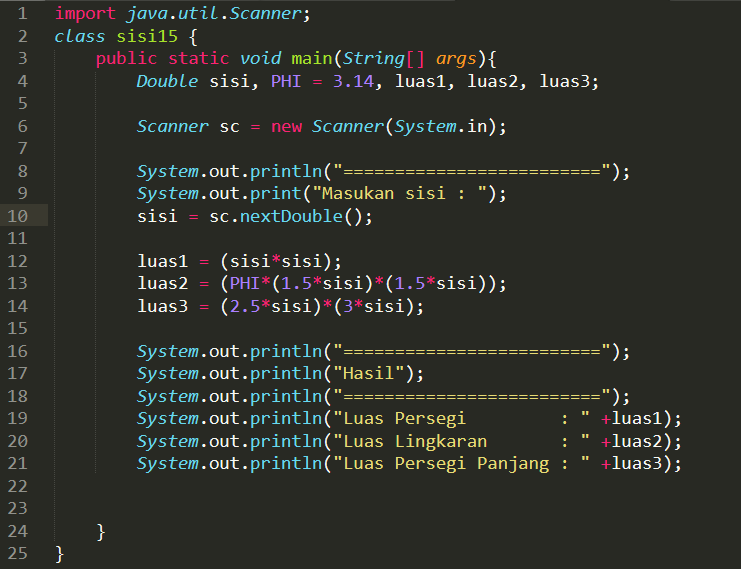 1 import java.util.Scanner;
2 class sisi15 {
3     public static void main(String[] args){
4         Double sisi, PHI = 3.14, luas1, luas2, luas3;
5
6         Scanner sc = new Scanner(System.in);
7
8         System.out.println("=========================");
9         System.out.print("Masukan sisi : ");
10         sisi = sc.nextDouble();
11
12         luas1 = (sisi*sisi);
13         luas2 = (PHI*(1.5*sisi)*(1.5*sisi));
14         luas3 = (2.5*sisi)*(3*sisi);
15
16         System.out.println("=========================");
17         System.out.println("Hasil");
18         System.out.println("=========================");
19         System.out.println("Luas Persegi         : " +luas1);
20         System.out.println("Luas Lingkaran       : " +luas2);
21         System.out.println("Luas Persegi Panjang : " +luas3);
22
23
24     }
25 }